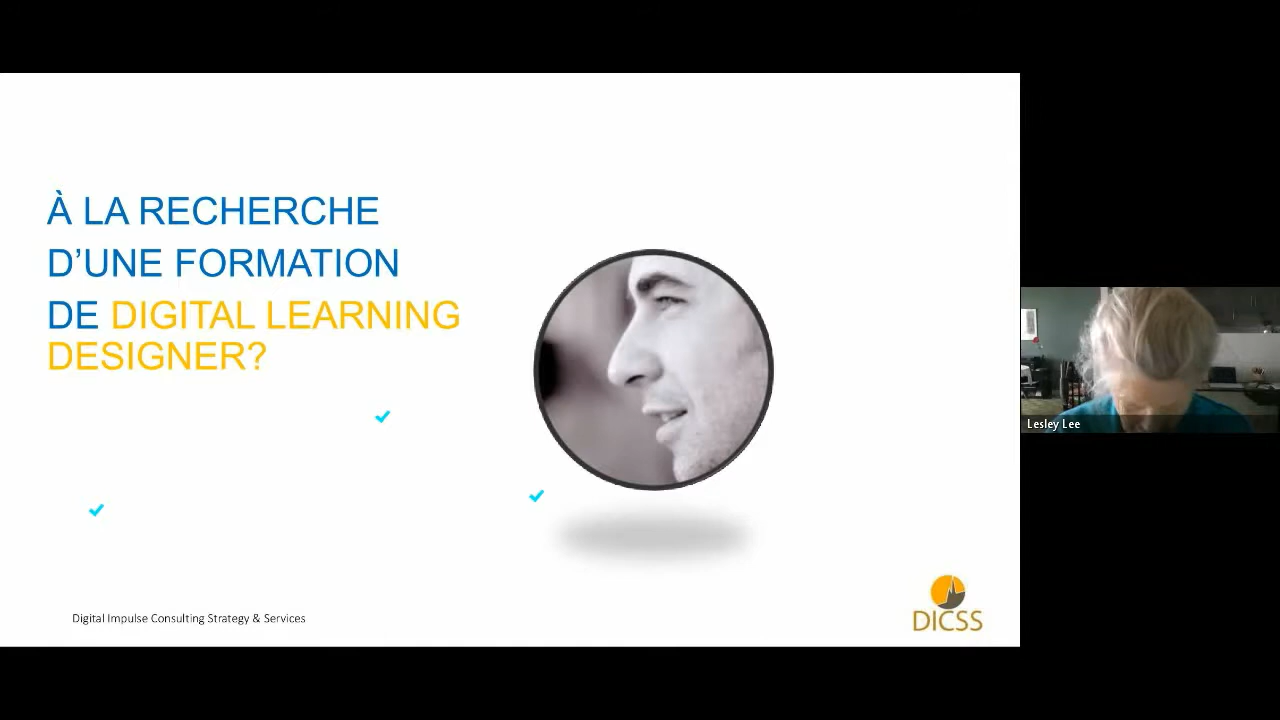 À LA RECHERCHE
D’UNE FORMATION
DE DIGITAL LEARNING
DESIGNER?
Lesley Lee
Digital Impulse Consulting Strategy & Services
DICSS